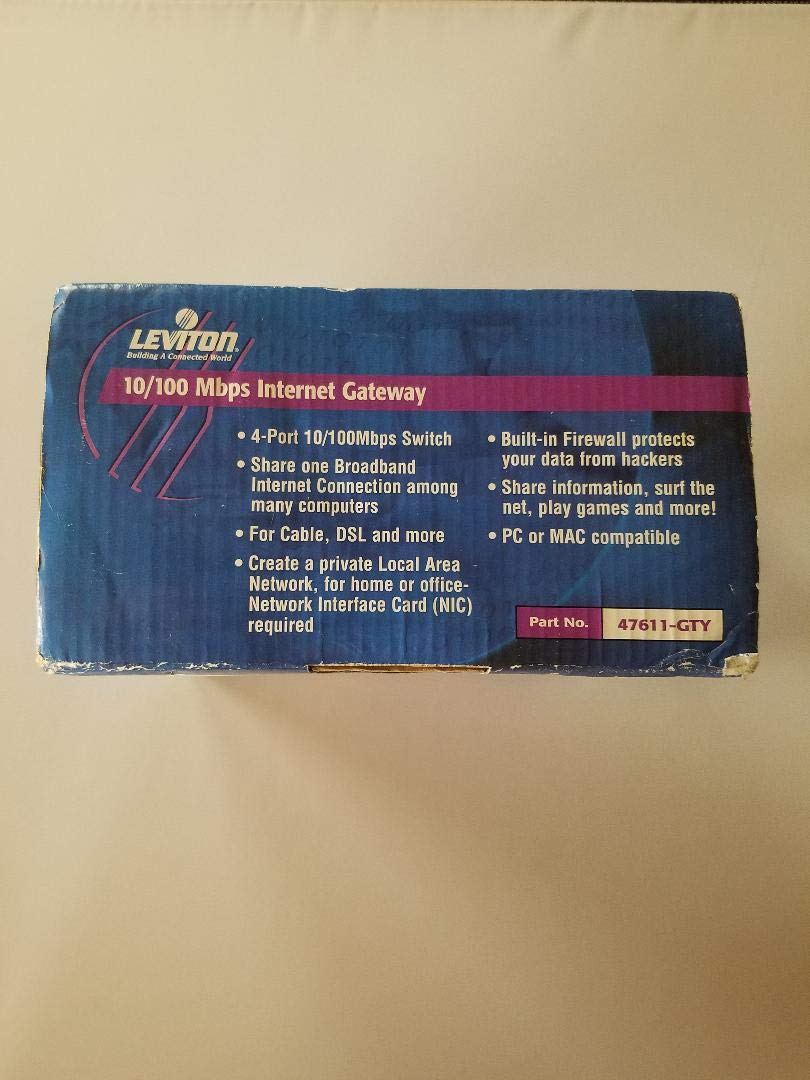 LEVITON®
Building A Connected World
10/100 Mbps Internet Gateway
• 4-Port 10/100Mbps Switch
• Share one Broadband
Internet Connection among
many computers
• For Cable, DSL and more
• Create a private Local Area
Network, for home or office-
Network Interface Card (NIC)
required
• Built-in Firewall protects
your data from hackers
• Share information, surf the
net, play games and more!
• PC or MAC compatible
Part No. 47611-GTY